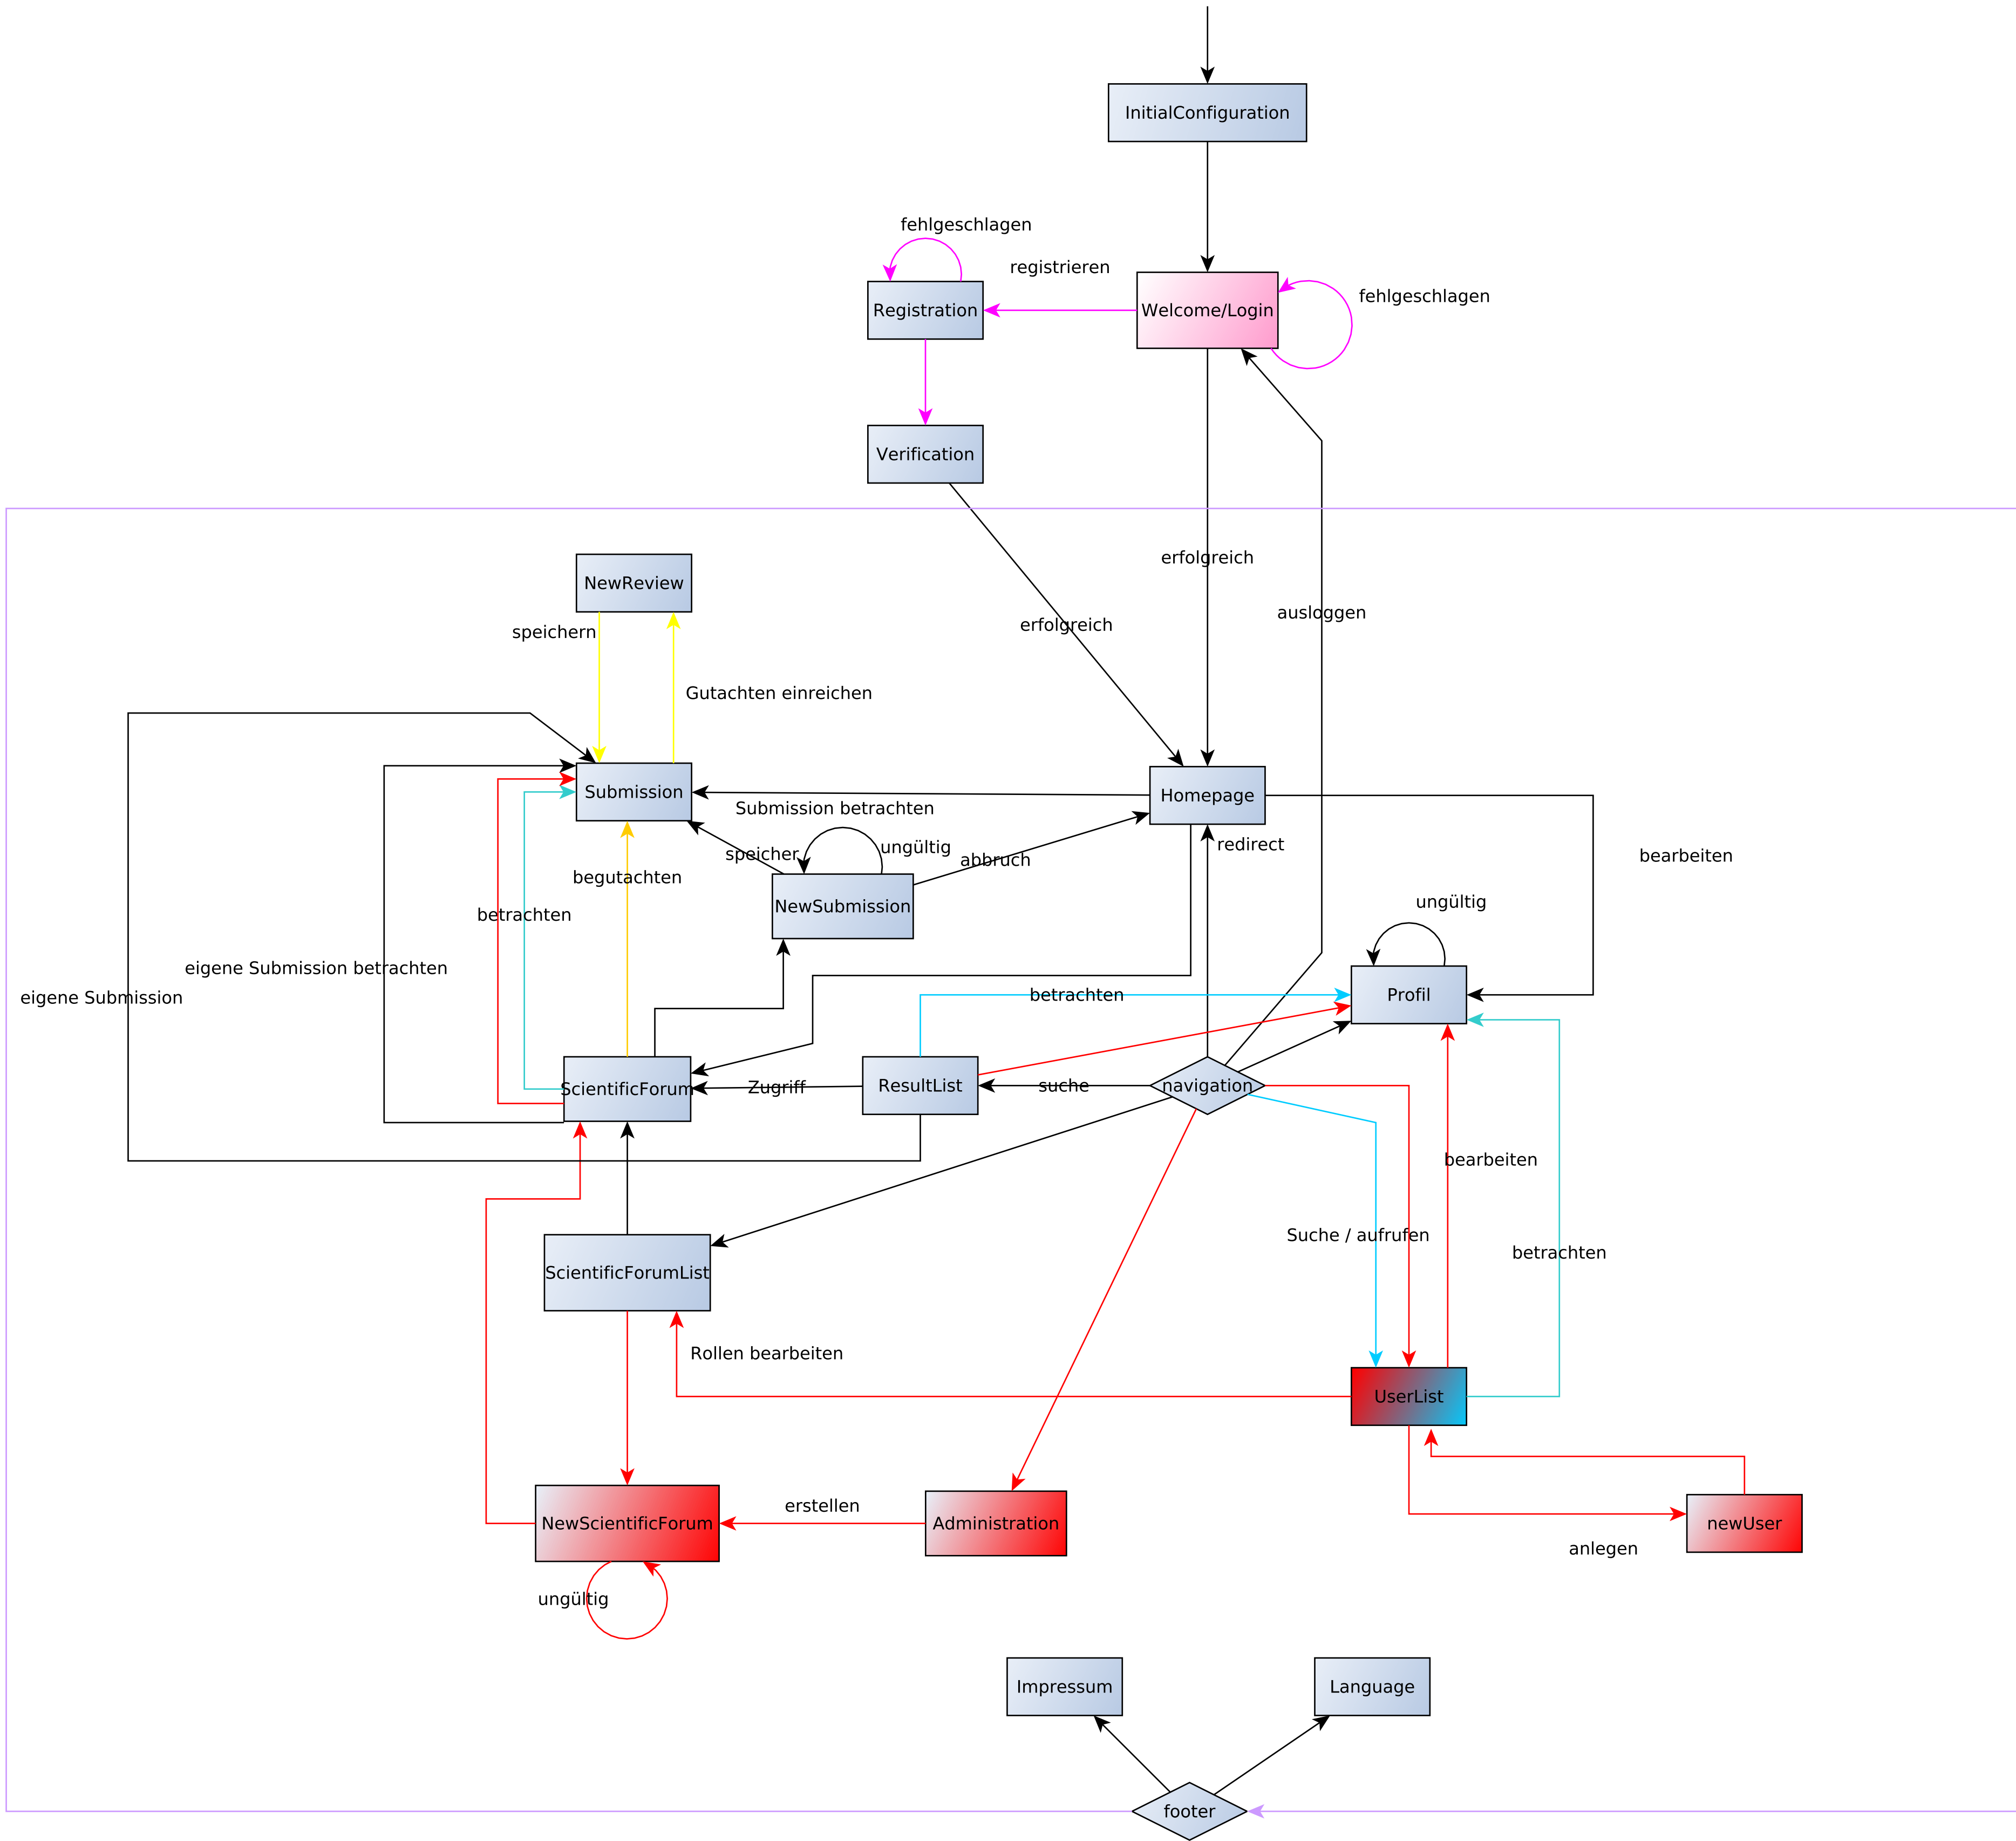 InitialConfiguration
fehlgeschlagen
registrieren
fehlgeschlagen
Registration
Welcome/Login
Verification
erfolgreich
NewReview
ausloggen
erfolgreich
speichern
Gutachten einreichen
Submission
Homepage
Submission betrachten
redirect
ungültig
speicher
abbruch
bearbeiten
begutachten
ungültig
NewSubmission
betrachten
eigene Submission betrachten
eigene Submission
betrachten
Profil
ScientificForum
Zugriff
ResultList
suche
navigation
bearbeiten
Suche / aufrufen
betrachten
ScientificForumList
Rollen bearbeiten
UserList
erstellen
NewScientificForum
Administration
newUser
anlegen
ungültig
Impressum
Language
footer